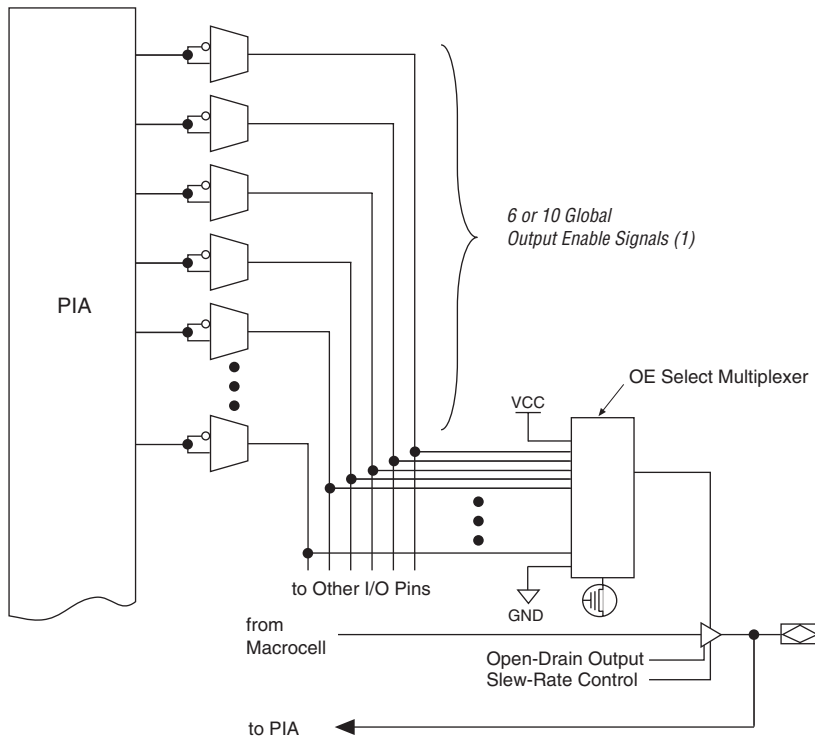 PIA
6 or 10 Global
Output Enable Signals (1)
OE Select Multiplexer
VCC
to Other I/O Pins
GND
from
Macrocell
Open-Drain Output
Slew-Rate Control
to PIA